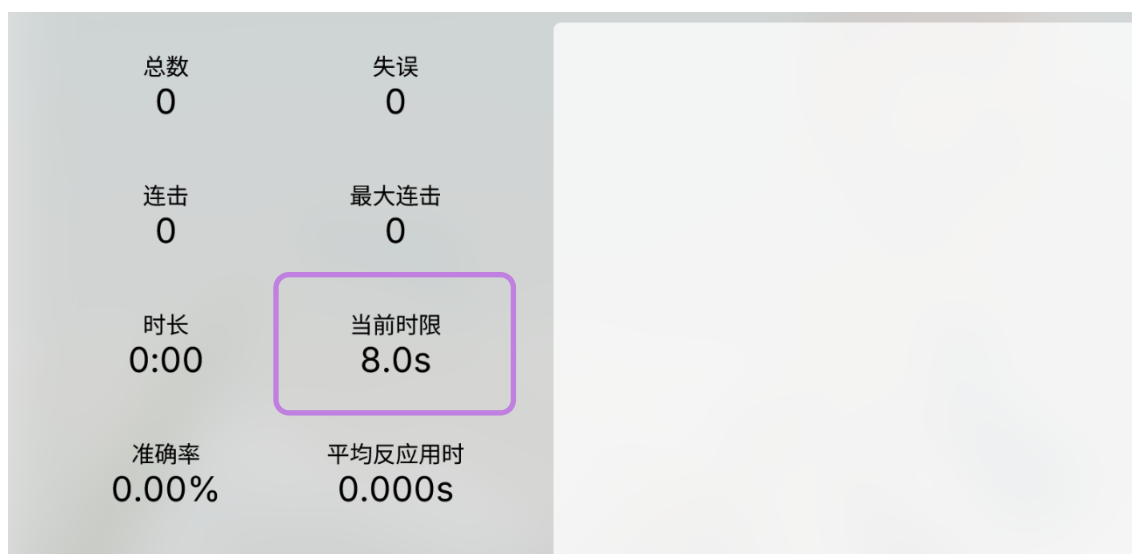 总数 失误
0 0
连击 最大连击
0 0
时长 当前时限
0:00 8.0s
准确率 平均反应用时
0.00% 0.000s